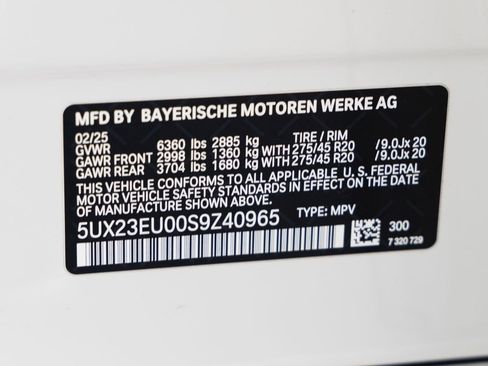 MFD BY BAYERISCHE MOTOREN WERKE AG
02/25
GVWR 6360 lbs 2885 kg TIRE / RIM
GAWR FRONT 2998 lbs 1360 kg WITH 275/45 R20 /9.0Jx 20
GAWR REAR 3704 lbs 1680 kg WITH 275/45 R20 /9.0Jx 20
THIS VEHICLE CONFORMS TO ALL APPLICABLE U. S. FEDERAL
MOTOR VEHICLE SAFETY STANDARDS IN EFFECT ON THE DATE
OF MANUFACTURE SHOWN ABOVE.
5UX23EU00S9Z40965 TYPE: MPV
300
7 320 729